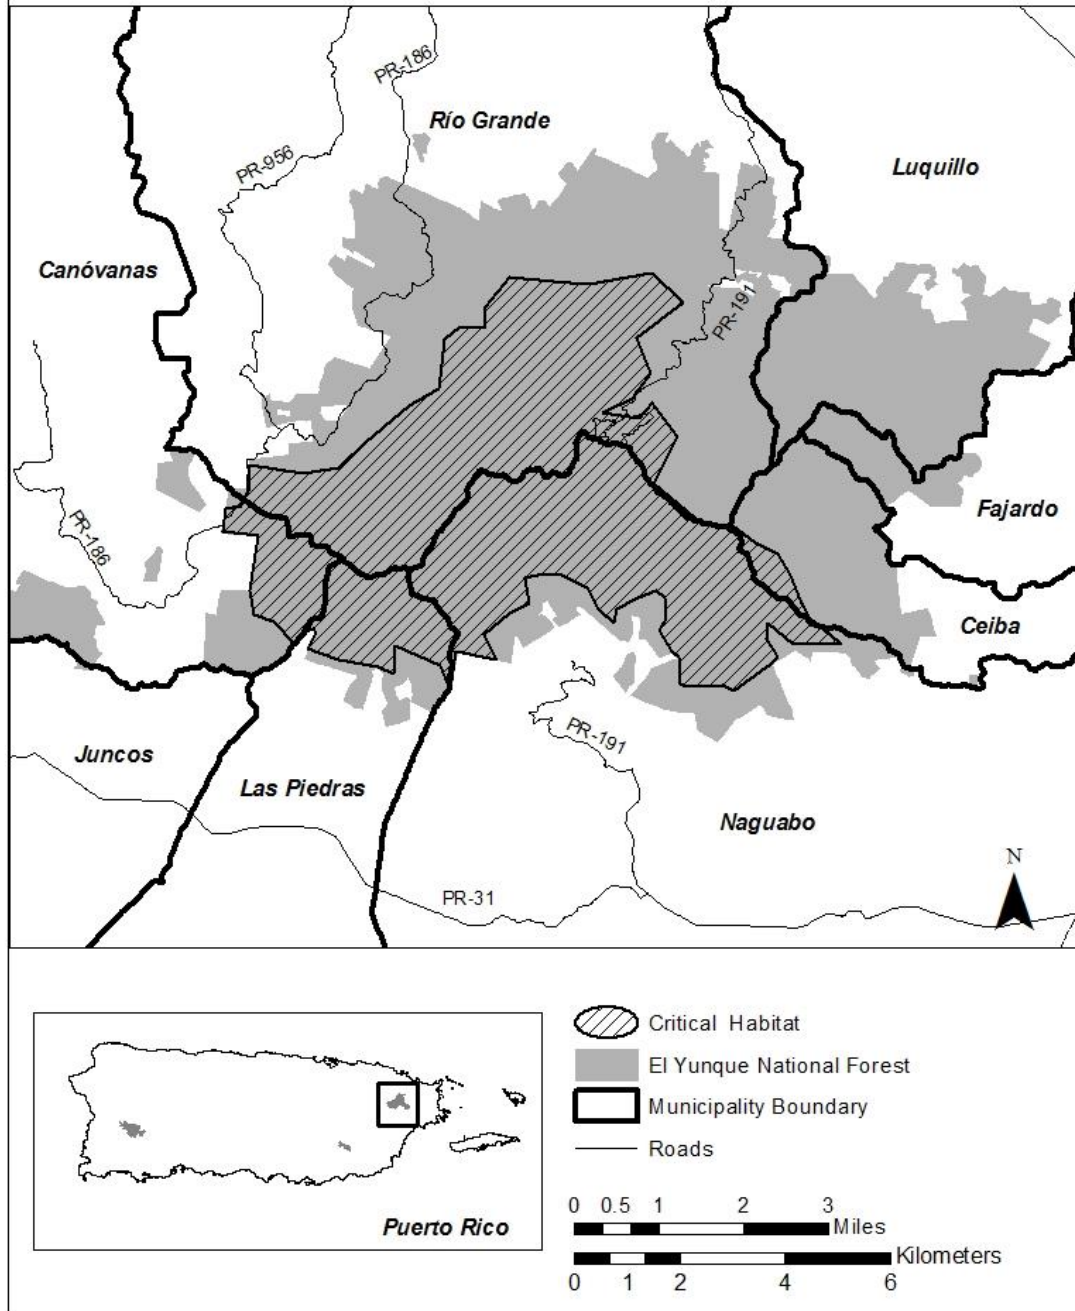 PR-186
Río Grande
PR-956
Luquillo
Canóvanas
PR-191
PR-186
Fajardo
Ceiba
Juncos
PR-191
Las Piedras
Naguabo
N
PR-31
Critical Habitat
El Yunque National Forest
Municipality Boundary
Roads
Puerto Rico
0 0.5 1 2 3
Miles
Kilometers
0 1 2 4 6